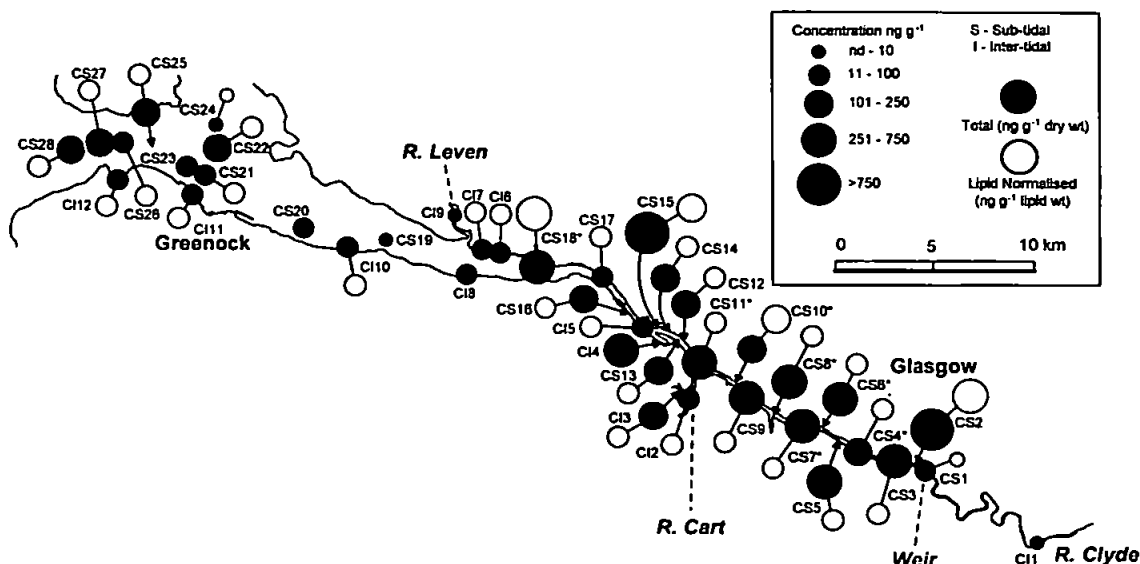 Concentration ng g⁻¹
nd - 10
11 - 100
101 - 250
251 - 750
>750
S - Sub-tidal
I - Inter-tidal
Total (ng g⁻¹ dry wt)
Lipid Normalised
(ng g⁻¹ lipid wt)
0 5 10 km
CS25
CS27
CS24
CS28
CS22
CS23
CS21
CI12
CS26
CI11
Greenock
CS20
CS19
CI10
R. Leven
CI9
CI7
CI6
CS18*
CI8
CS17
CS15
CS14
CS12
CS11*
CS16
CI5
CI4
CS13
CI3
CI2
R. Cart
CS10*
CS9
CS8*
CS7*
CS6*
CS5
Glasgow
CS4*
CS3
CS2
CS1
Weir
CI1
R. Clyde